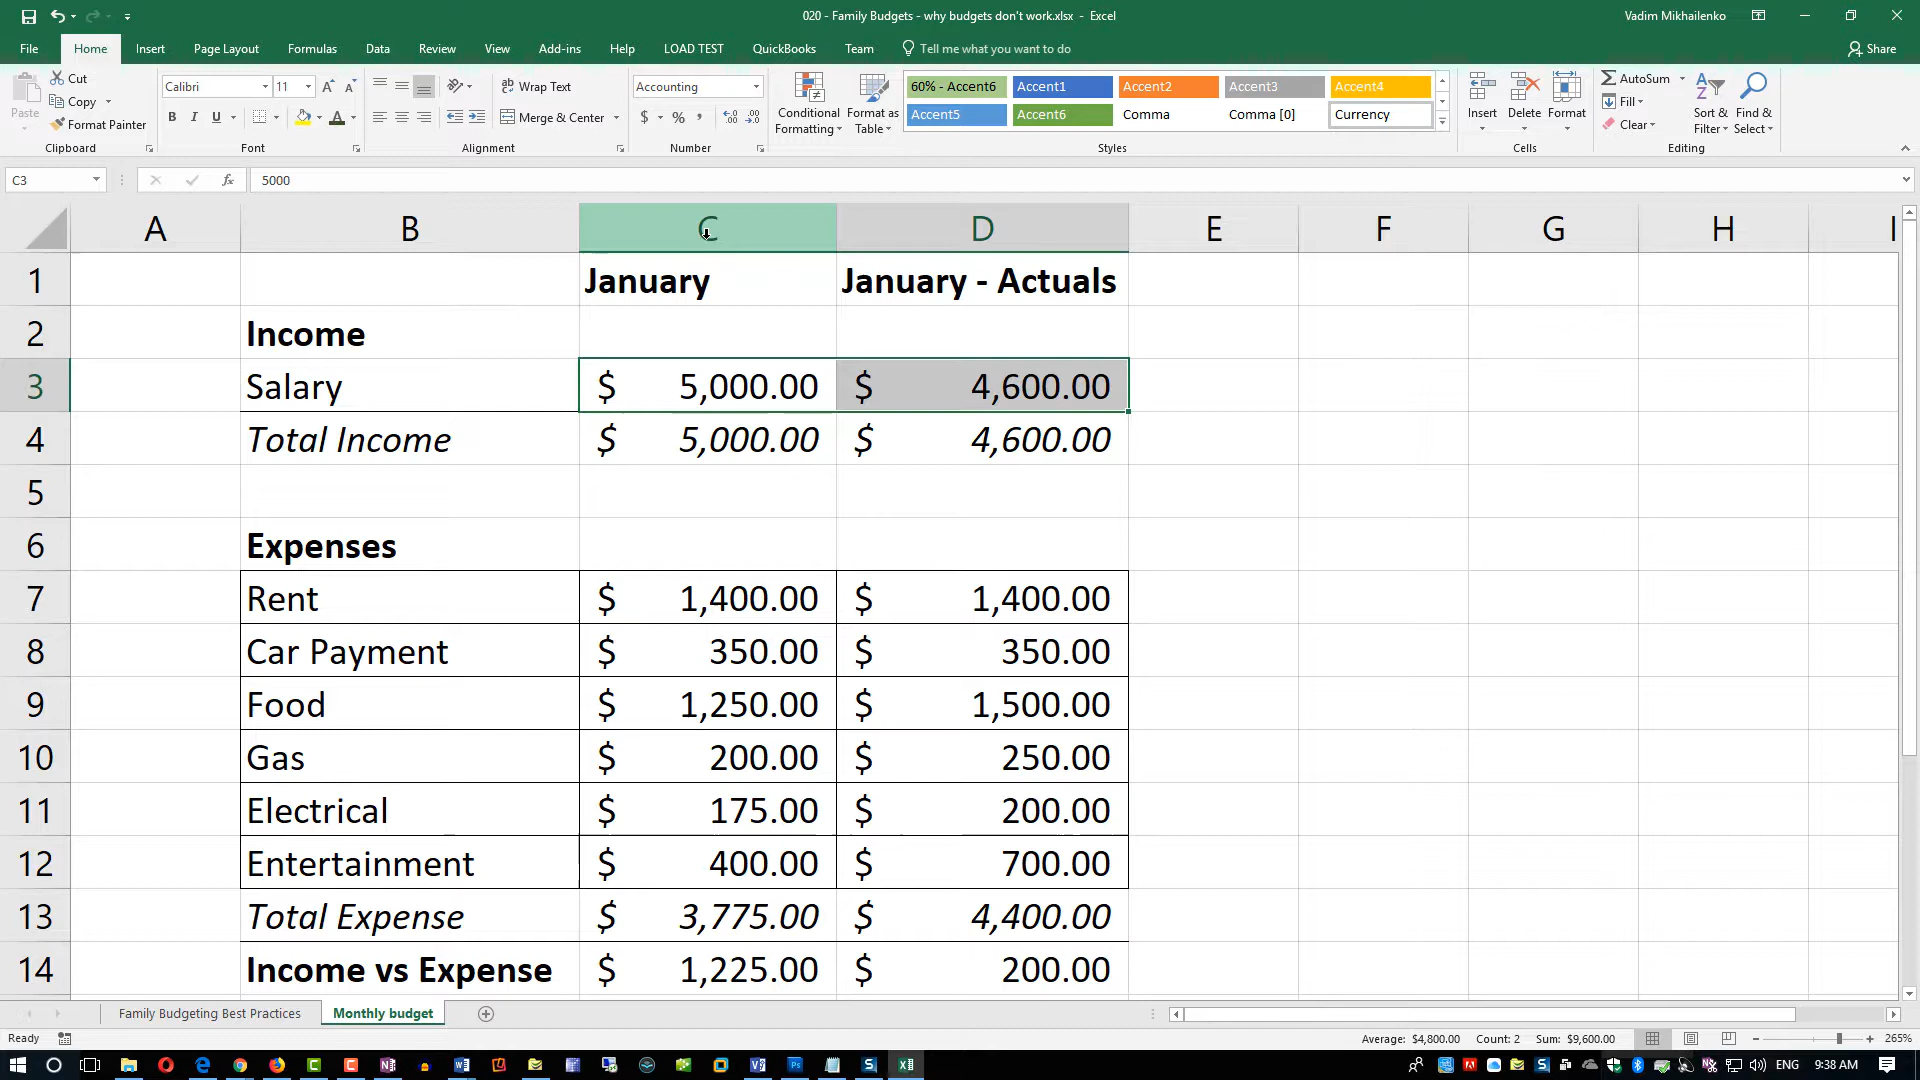 020 - Family Budgets - why budgets don't work.xlsx - Excel
Vadim Mikhailenko
File Home Insert Page Layout Formulas Data Review View Add-ins Help LOAD TEST QuickBooks Team Tell me what you want to do Share
Paste
Cut
Copy
Format Painter
Clipboard
Calibri 11
B I U
Font
Wrap Text
Merge & Center
Alignment
Accounting
$ % ,
Number
Conditional Formatting
Format as Table
60% - Accent6 Accent1 Accent2 Accent3 Accent4
Accent5 Accent6 Comma Comma [0] Currency
Styles
Insert Delete Format
Cells
AutoSum
Fill
Clear
Sort & Filter
Find & Select
Editing
C3 fx 5000
A B C D E F G H I
1 January January - Actuals
2 Income
3 Salary $ 5,000.00 $ 4,600.00
4 Total Income $ 5,000.00 $ 4,600.00
5
6 Expenses
7 Rent $ 1,400.00 $ 1,400.00
8 Car Payment $ 350.00 $ 350.00
9 Food $ 1,250.00 $ 1,500.00
10 Gas $ 200.00 $ 250.00
11 Electrical $ 175.00 $ 200.00
12 Entertainment $ 400.00 $ 700.00
13 Total Expense $ 3,775.00 $ 4,400.00
14 Income vs Expense $ 1,225.00 $ 200.00
Family Budgeting Best Practices Monthly budget
Ready Average: $4,800.00 Count: 2 Sum: $9,600.00 265%
ENG 9:38 AM